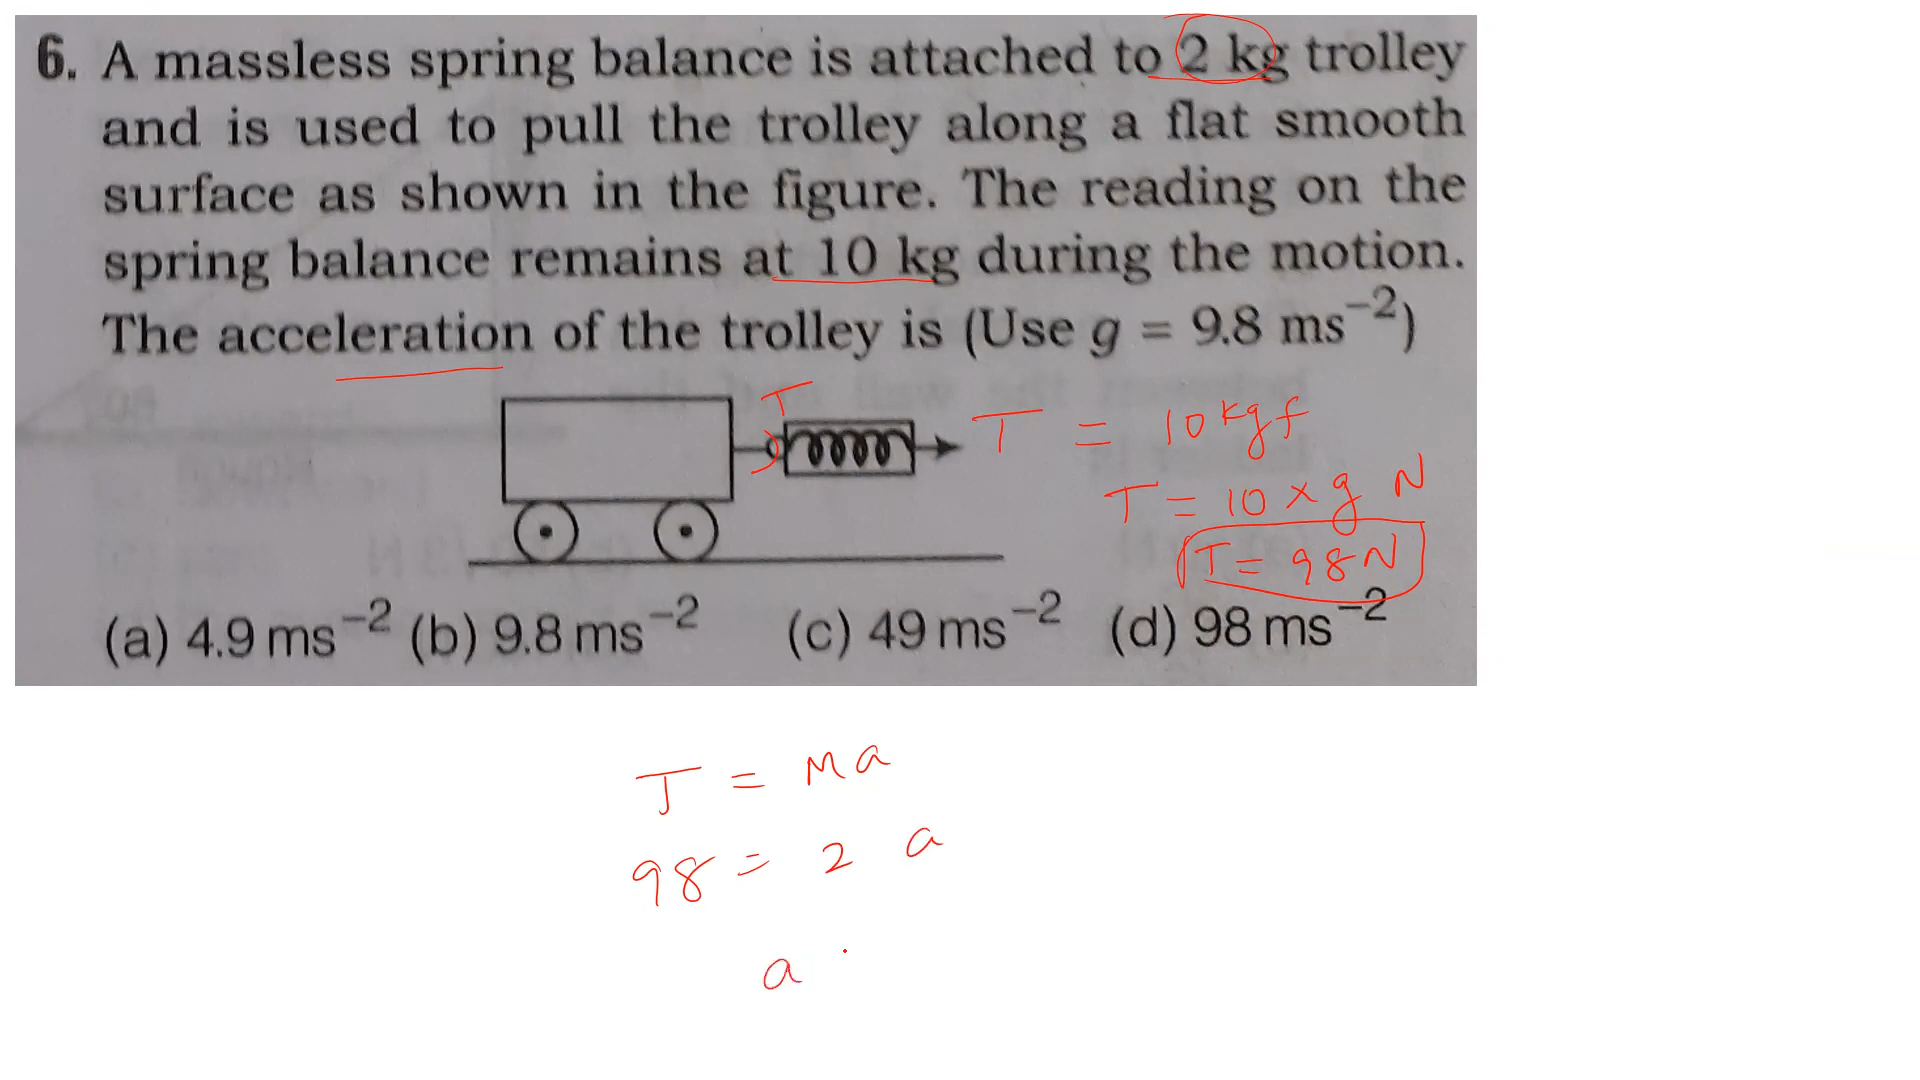 6. A massless spring balance is attached to 2 kg trolley
and is used to pull the trolley along a flat smooth
surface as shown in the figure. The reading on the
spring balance remains at 10 kg during the motion.
The acceleration of the trolley is (Use g = 9.8 ms⁻²)
T
T = 10 kgf
T = 10 × g N
T = 98 N
(a) 4.9 ms⁻² (b) 9.8 ms⁻² (c) 49 ms⁻² (d) 98 ms⁻²
T = Ma
98 = 2 a
a